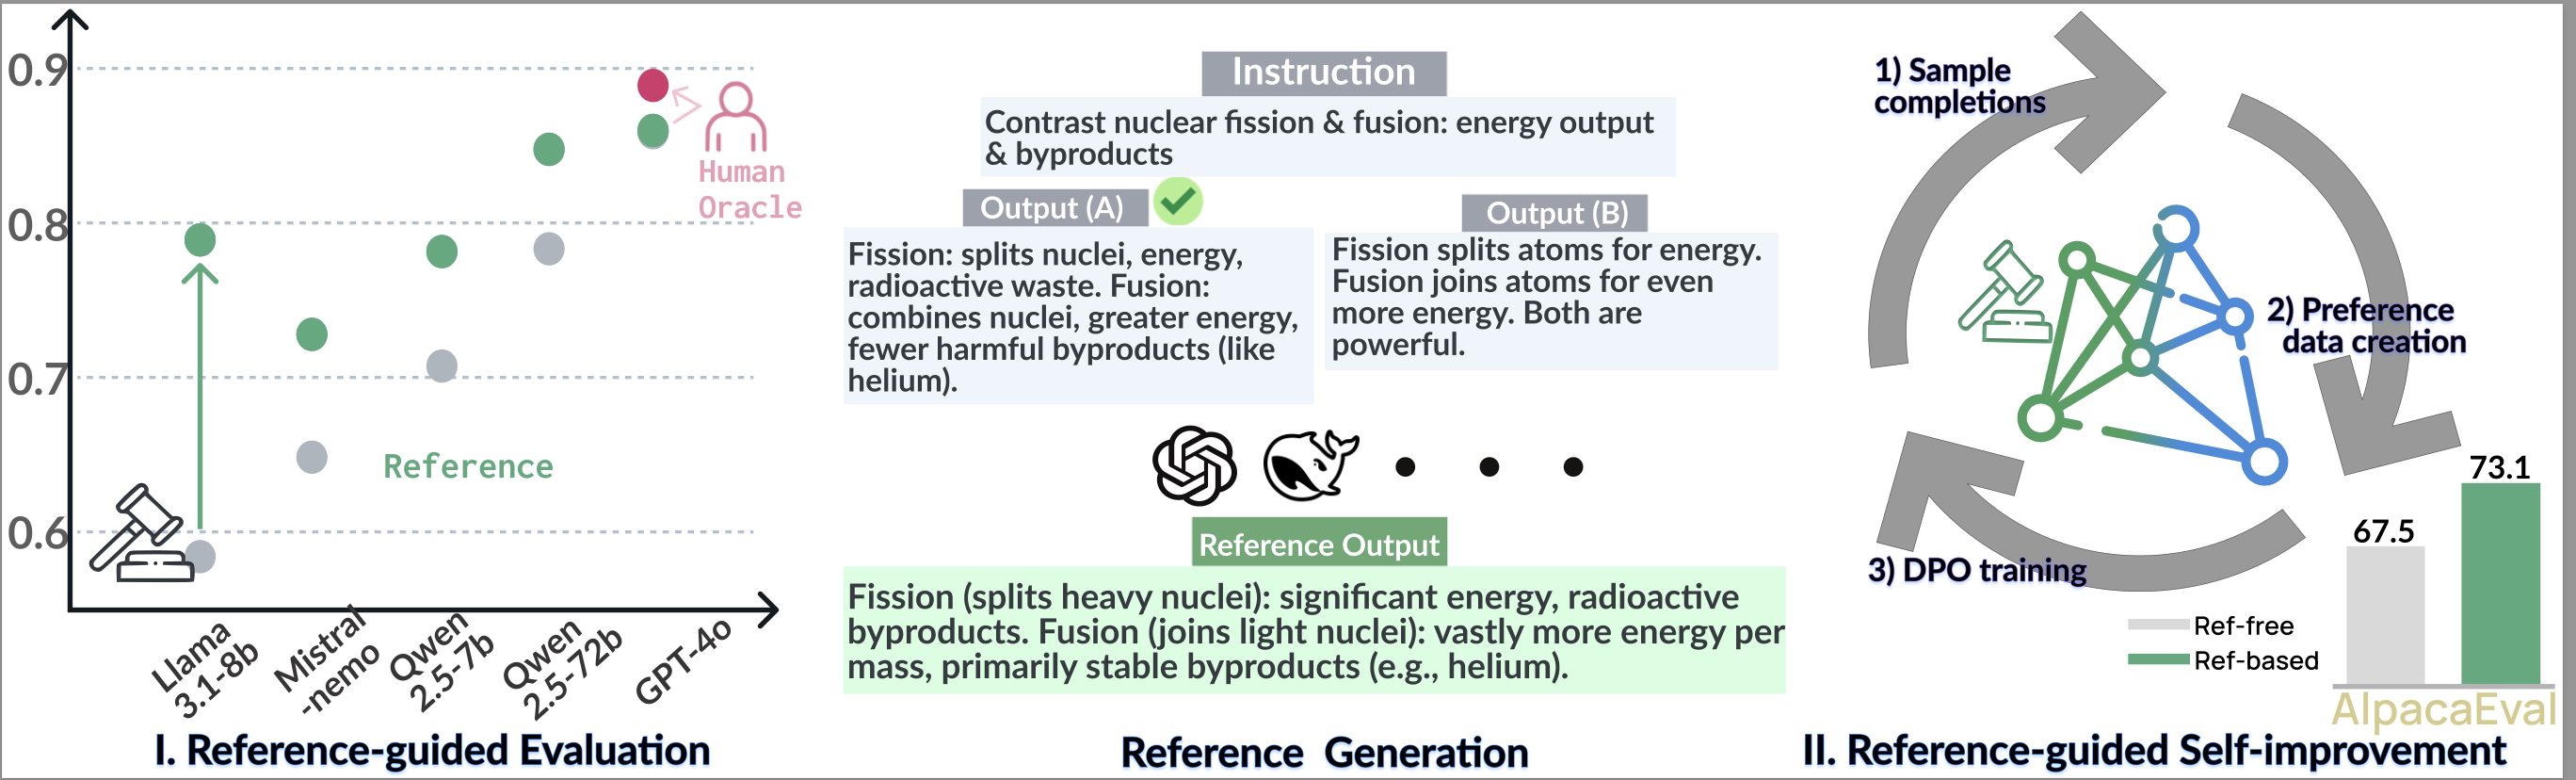 0.9
0.8
0.7
0.6
Human
Oracle
Reference
Llama
3.1-8b
Mistral
-nemo
Qwen
2.5-7b
Qwen
2.5-72b
GPT-4o
I. Reference-guided Evaluation
Instruction
Contrast nuclear fission & fusion: energy output
& byproducts
Output (A)
Fission: splits nuclei, energy,
radioactive waste. Fusion:
combines nuclei, greater energy,
fewer harmful byproducts (like
helium).
Output (B)
Fission splits atoms for energy.
Fusion joins atoms for even
more energy. Both are
powerful.
Reference Output
Fission (splits heavy nuclei): significant energy, radioactive
byproducts. Fusion (joins light nuclei): vastly more energy per
mass, primarily stable byproducts (e.g., helium).
Reference Generation
1) Sample
completions
2) Preference
data creation
3) DPO training
73.1
67.5
Ref-free
Ref-based
AlpacaEval
II. Reference-guided Self-improvement